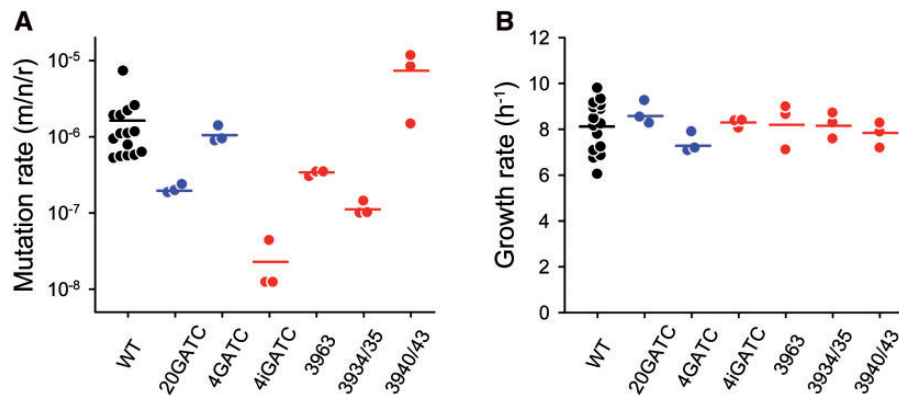 A
Mutation rate (m/n/r)
10⁻⁵
10⁻⁶
10⁻⁷
10⁻⁸
WT
20GATC
4GATC
4iGATC
3963
3934/35
3940/43
B
Growth rate (h⁻¹)
12
10
8
6
4
2
0
WT
20GATC
4GATC
4iGATC
3963
3934/35
3940/43